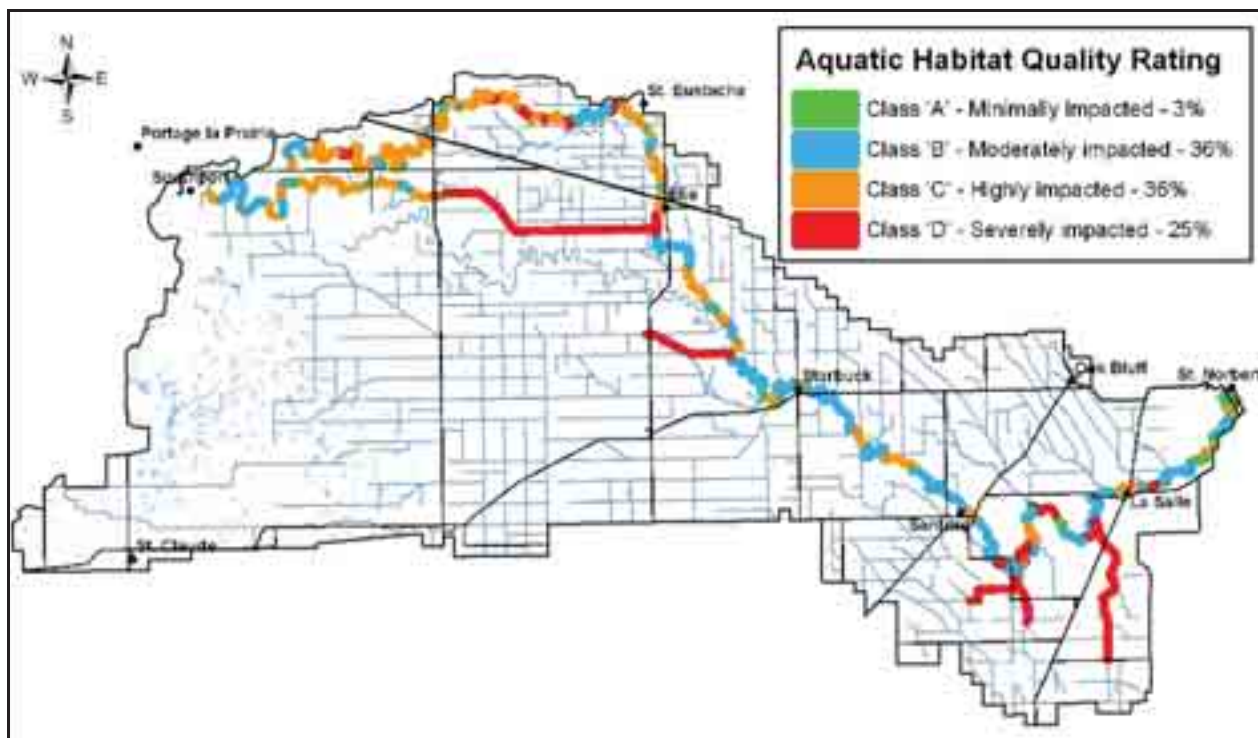 N
W E
S
Aquatic Habitat Quality Rating
Class 'A' - Minimally Impacted - 3%
Class 'B' - Moderately impacted - 36%
Class 'C' - Highly impacted - 36%
Class 'D' - Severely impacted - 25%
St. Eustache
Portage la Prairie
Southport
Elie
Starbuck
Oak Bluff
St. Norbert
La Salle
Sanford
St. Claude